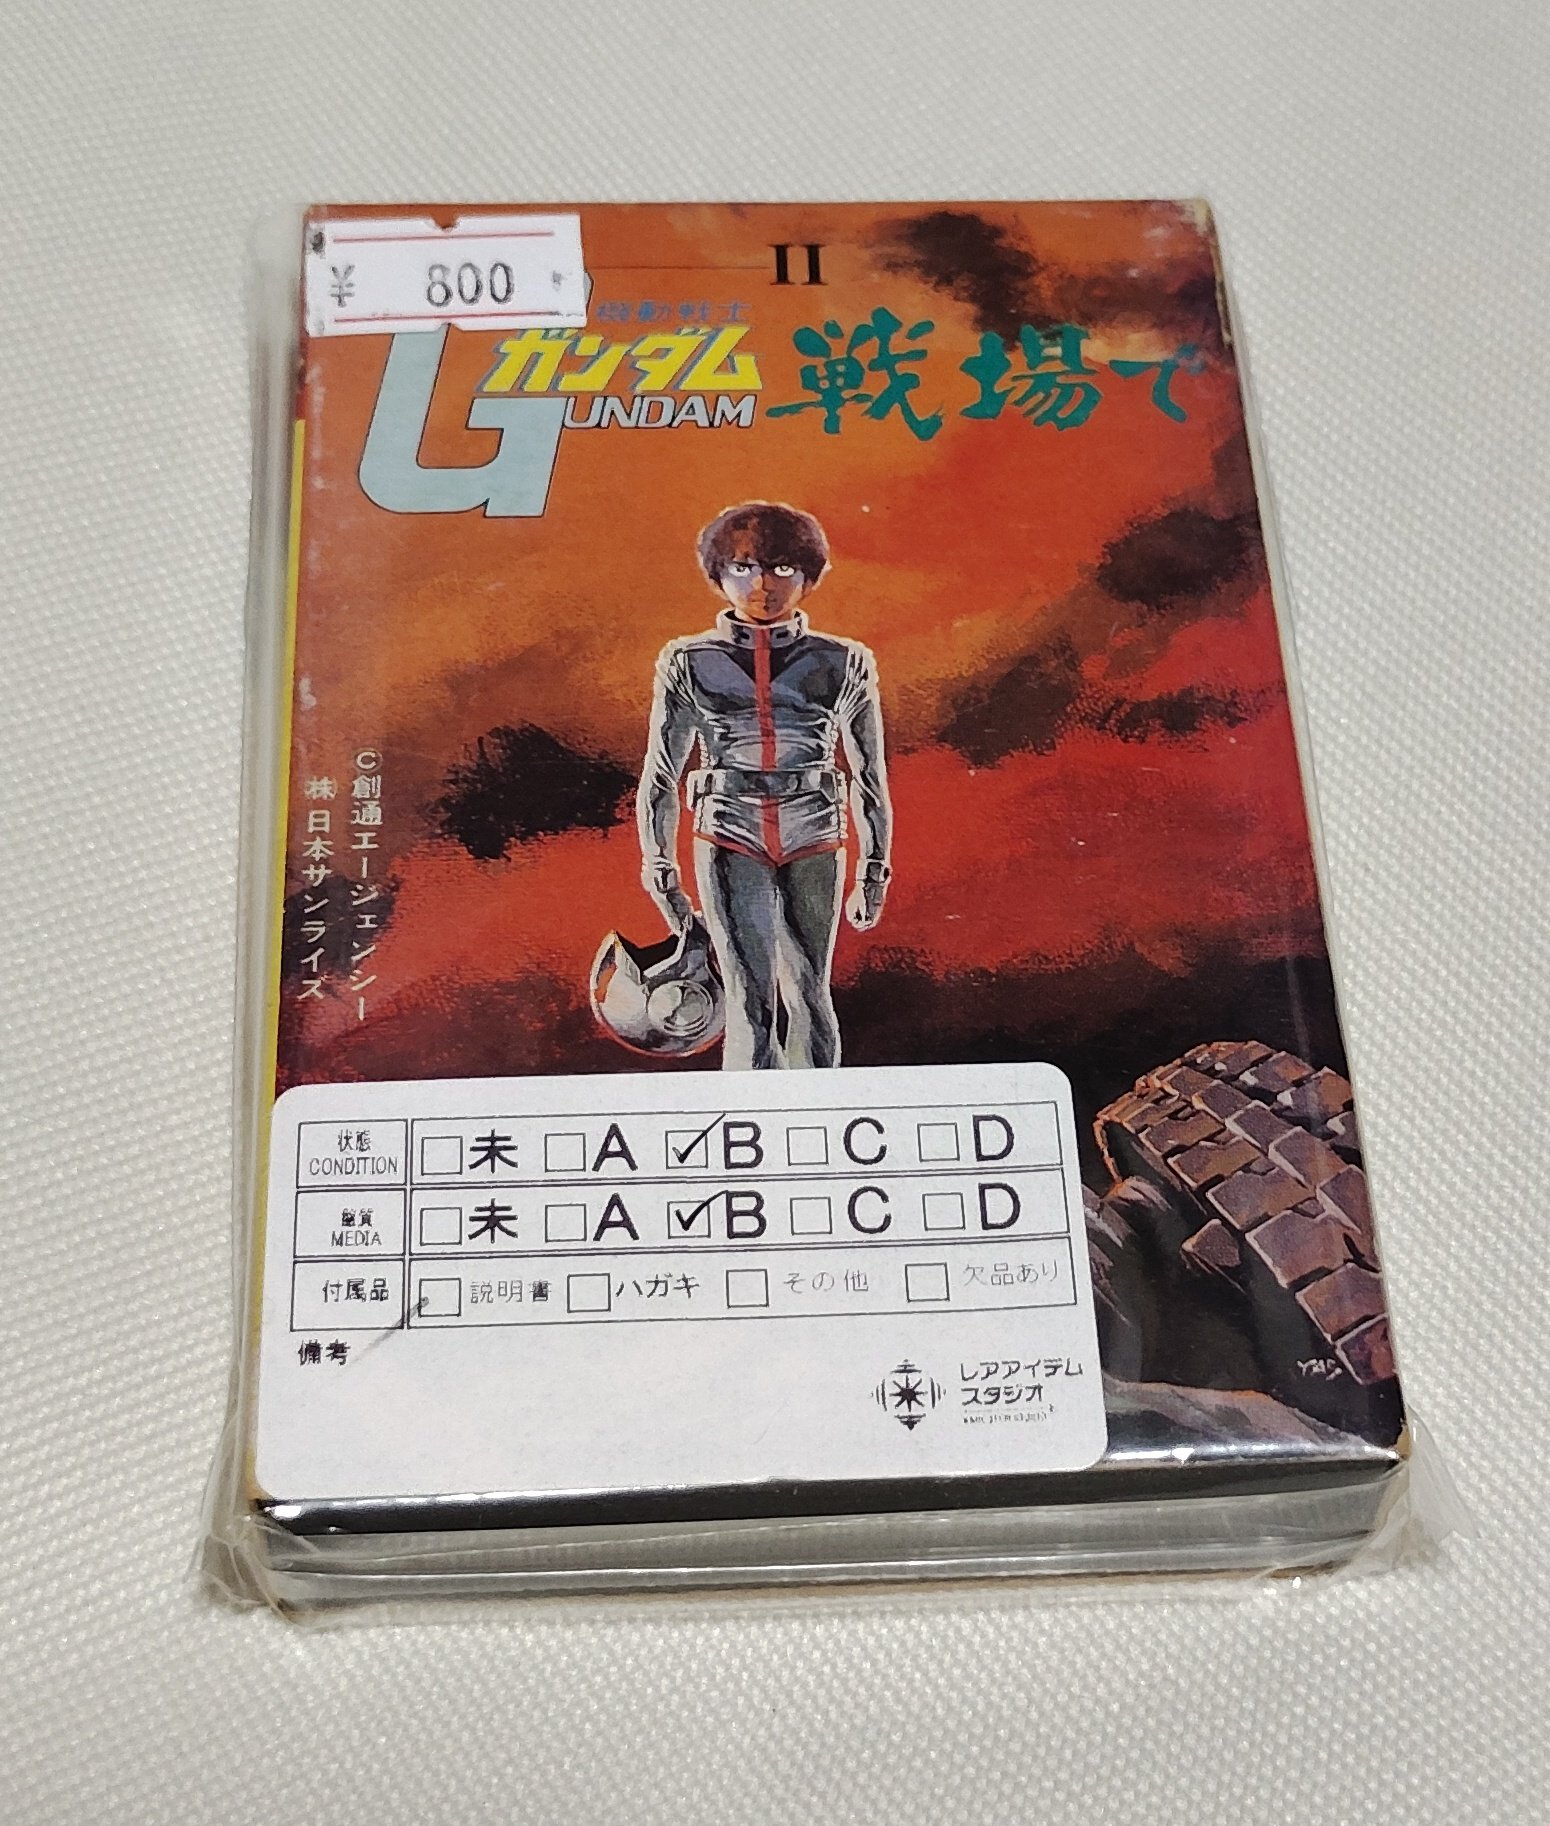 ¥ 800
II
機動戦士
ガンダム
GUNDAM
戦場で
©創通エージェンシー
㈱日本サンライズ
状態 □未 □A ☑B □C □D
CONDITION
盤質 □未 □A ☑B □C □D
MEDIA
付属品 □説明書 □ハガキ □その他 □欠品あり
備考
レアアイテム
スタジオ